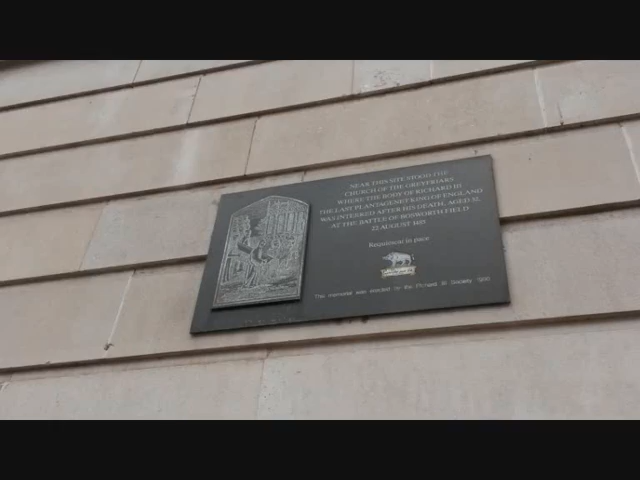 NEAR THIS SITE STOOD THE
CHURCH OF THE GREYFRIARS
WHERE THE BODY OF RICHARD III
THE LAST PLANTAGENET KING OF ENGLAND
WAS INTERRED AFTER HIS DEATH, AGED 32,
AT THE BATTLE OF BOSWORTH FIELD
22 AUGUST 1485
Requiescat in pace
This memorial was erected by the Richard III Society